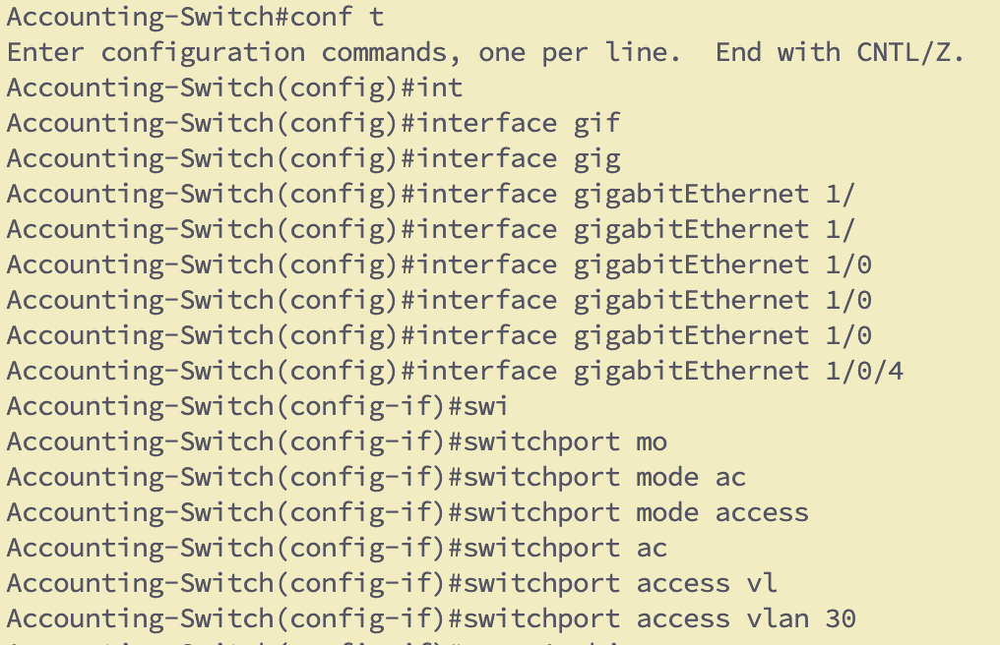 Accounting-Switch#conf t
Enter configuration commands, one per line.  End with CNTL/Z.
Accounting-Switch(config)#int
Accounting-Switch(config)#interface gif
Accounting-Switch(config)#interface gig
Accounting-Switch(config)#interface gigabitEthernet 1/
Accounting-Switch(config)#interface gigabitEthernet 1/
Accounting-Switch(config)#interface gigabitEthernet 1/0
Accounting-Switch(config)#interface gigabitEthernet 1/0
Accounting-Switch(config)#interface gigabitEthernet 1/0
Accounting-Switch(config)#interface gigabitEthernet 1/0/4
Accounting-Switch(config-if)#swi
Accounting-Switch(config-if)#switchport mo
Accounting-Switch(config-if)#switchport mode ac
Accounting-Switch(config-if)#switchport mode access
Accounting-Switch(config-if)#switchport ac
Accounting-Switch(config-if)#switchport access vl
Accounting-Switch(config-if)#switchport access vlan 30